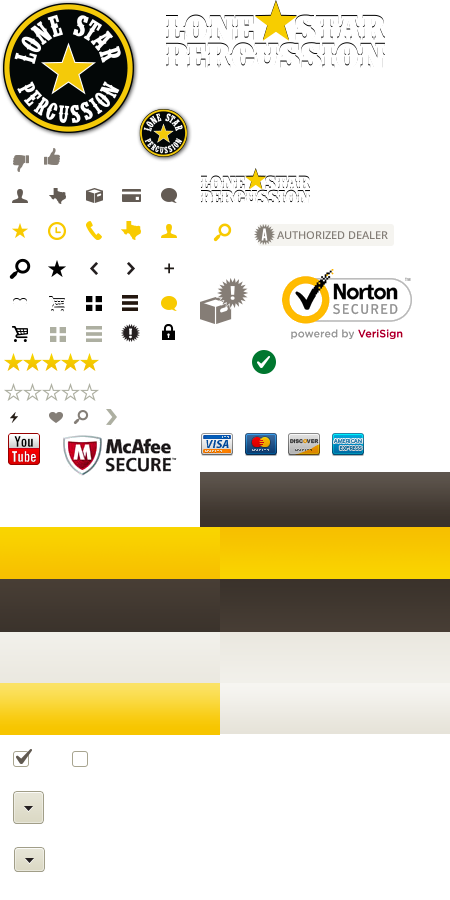 LONE STAR
PERCUSSION
LONE STAR
PERCUSSION
LONE STAR
PERCUSSION
LONE STAR
PERCUSSION
A AUTHORIZED DEALER
Norton
SECURED
powered by VeriSign
You
Tube
M McAfee
SECURE™
VISA
DISCOVER
AMERICAN
EXPRESS